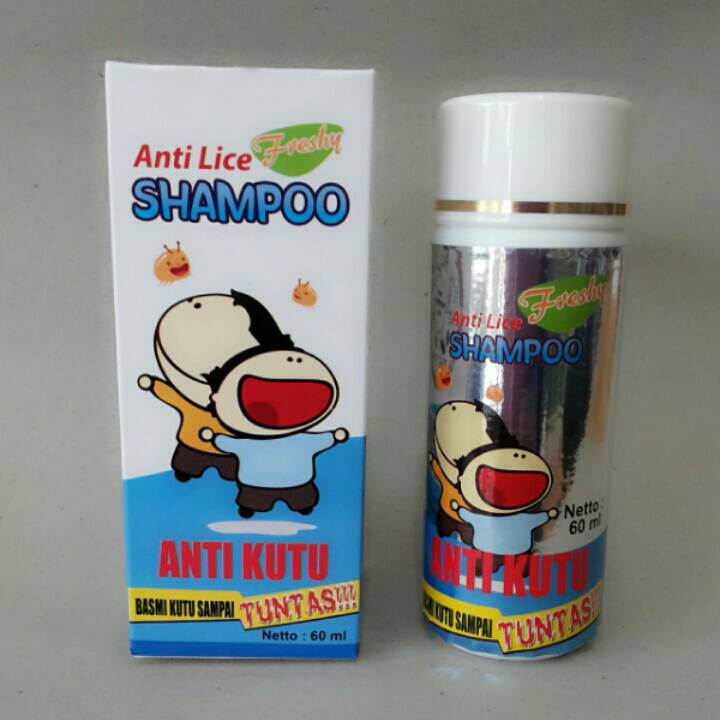 Anti Lice Freshy
SHAMPOO
ANTI KUTU
BASMI KUTU SAMPAI TUNTAS!!!
Netto : 60 ml
Anti Lice Freshy
SHAMPOO
Netto :
60 ml
ANTI KUTU
BASMI KUTU SAMPAI TUNTAS!!!